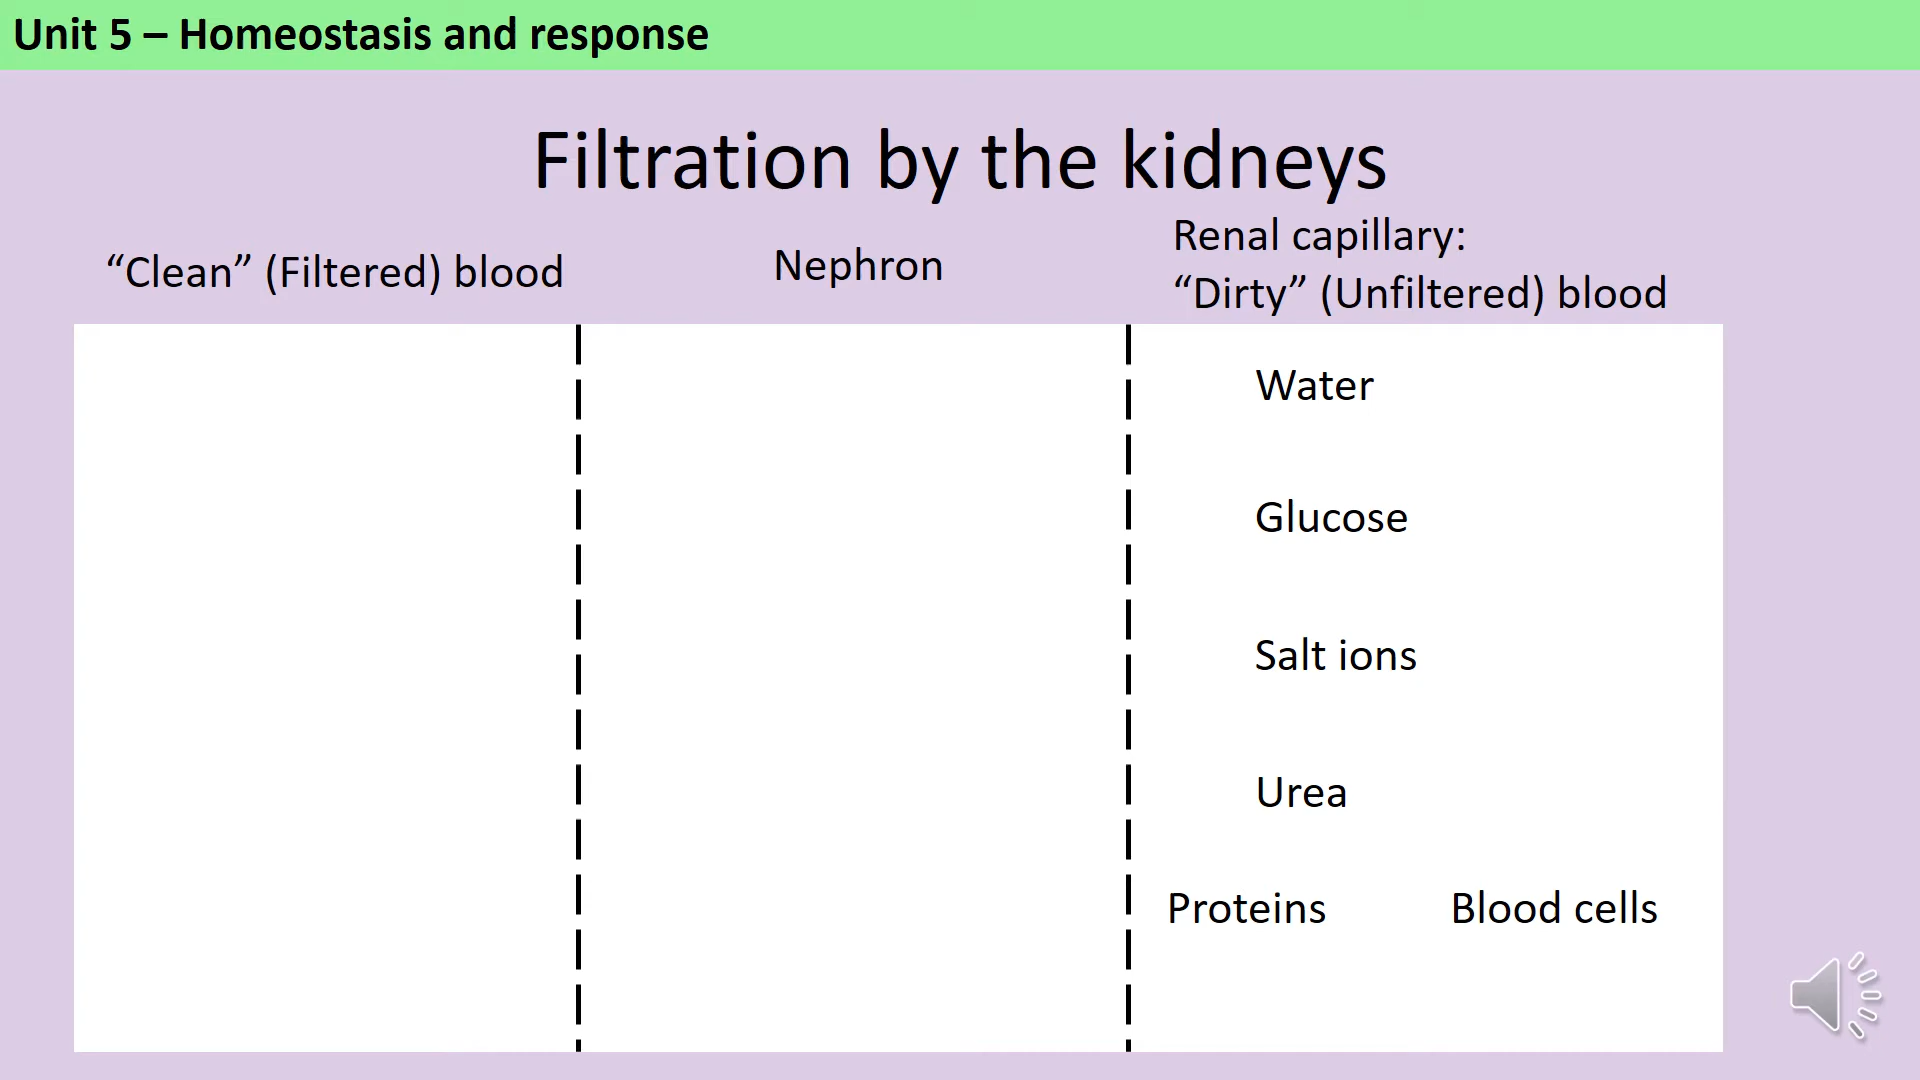 Unit 5 – Homeostasis and response
Filtration by the kidneys
“Clean” (Filtered) blood
Nephron
Renal capillary:
“Dirty” (Unfiltered) blood
Water
Glucose
Salt ions
Urea
Proteins
Blood cells